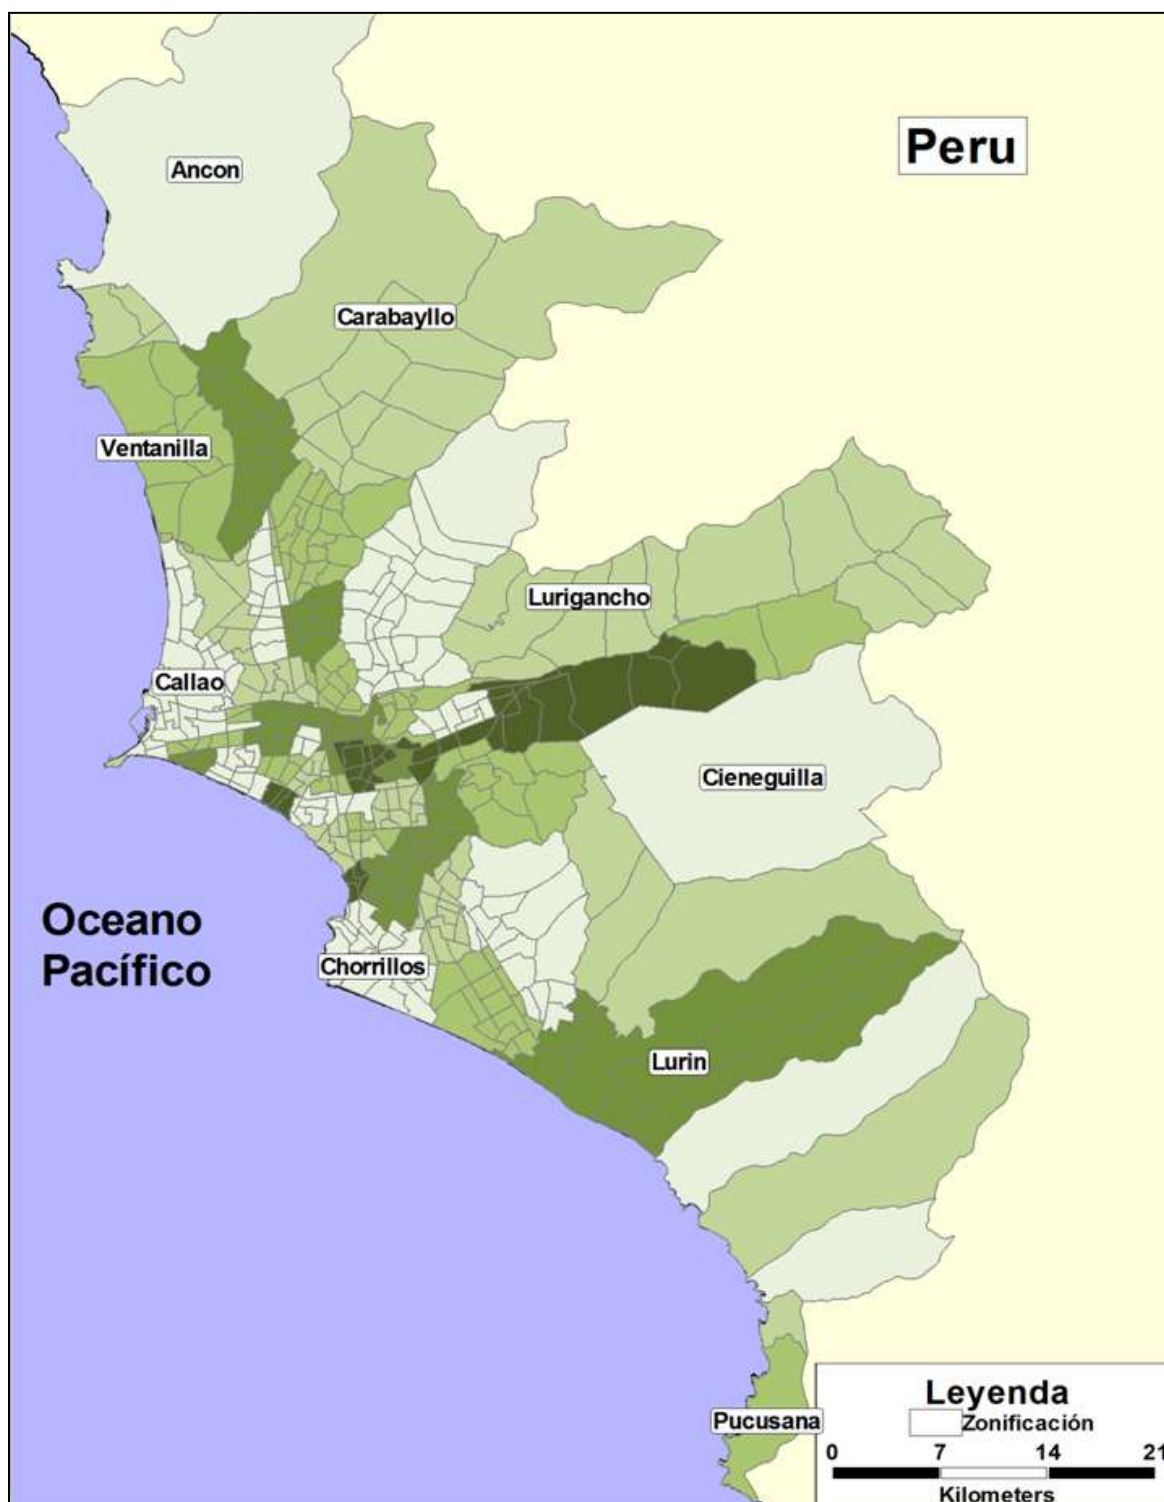 Peru
Ancon
Carabayllo
Ventanilla
Lurigancho
Callao
Cieneguilla
Oceano
Pacífico
Chorrillos
Lurin
Pucusana
Leyenda
Zonificación
0 7 14 21
Kilometers